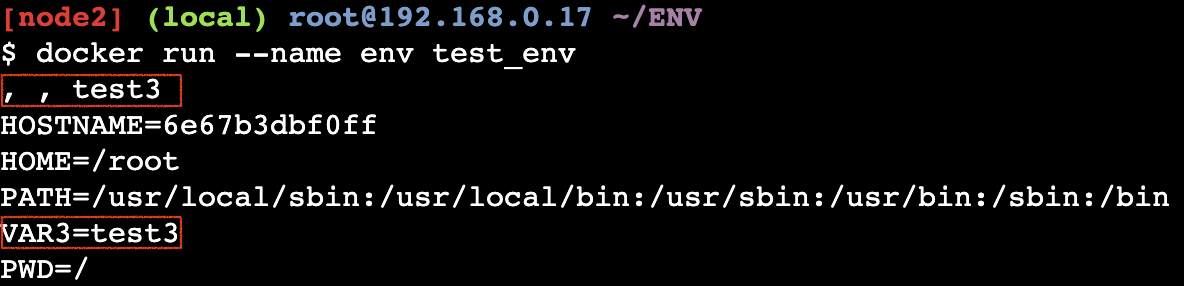 [node2] (local) root@192.168.0.17 ~/ENV
$ docker run --name env test_env
, , test3
HOSTNAME=6e67b3dbf0ff
HOME=/root
PATH=/usr/local/sbin:/usr/local/bin:/usr/sbin:/usr/bin:/sbin:/bin
VAR3=test3
PWD=/